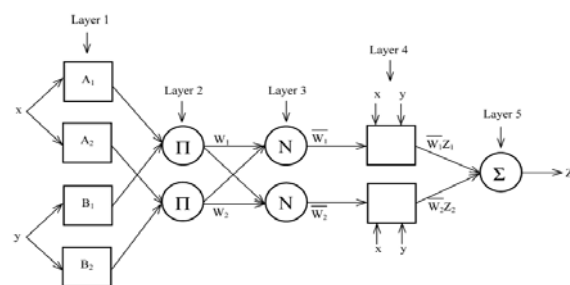 Layer 1
Layer 2
Layer 3
Layer 4
Layer 5
x
y
A₁
A₂
B₁
B₂
Π
Π
W₁
W₂
N
N
W̅₁
W̅₂
x y
x y
W̅₁Z₁
W̅₂Z₂
Σ
Z